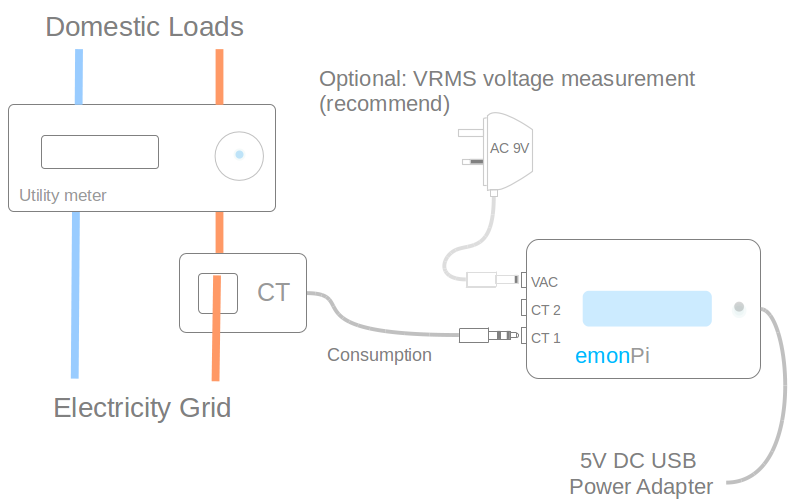 Domestic Loads
Optional: VRMS voltage measurement
(recommend)
AC 9V
Utility meter
CT
VAC
CT 2
CT 1
Consumption
emonPi
Electricity Grid
5V DC USB
Power Adapter